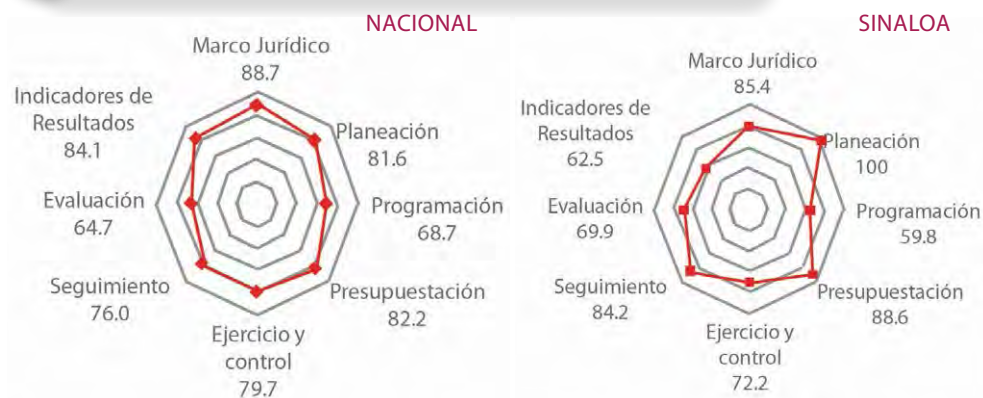 NACIONAL
Marco Jurídico
88.7
Planeación
81.6
Programación
68.7
Presupuestación
82.2
Ejercicio y
control
79.7
Seguimiento
76.0
Evaluación
64.7
Indicadores de
Resultados
84.1
SINALOA
Marco Jurídico
85.4
Planeación
100
Programación
59.8
Presupuestación
88.6
Ejercicio y
control
72.2
Seguimiento
84.2
Evaluación
69.9
Indicadores de
Resultados
62.5